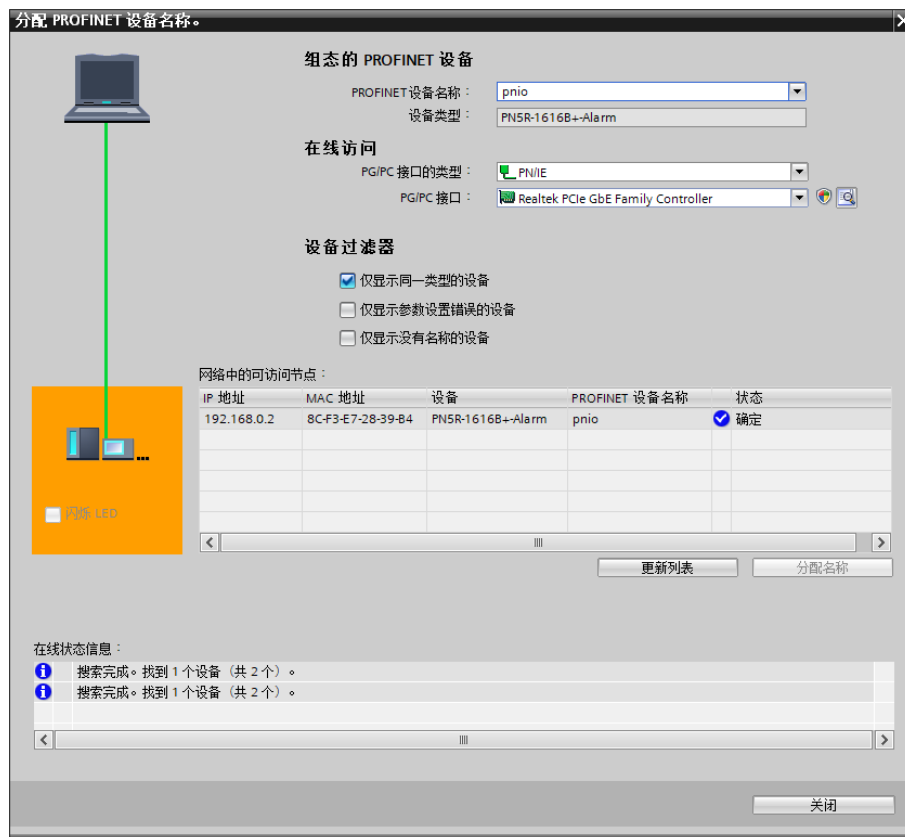 分配 PROFINET 设备名称。
组态的 PROFINET 设备
PROFINET设备名称： pnio
设备类型： PN5R-1616B+-Alarm
在线访问
PG/PC 接口的类型： PN/IE
PG/PC 接口： Realtek PCIe GbE Family Controller
设备过滤器
仅显示同一类型的设备
仅显示参数设置错误的设备
仅显示没有名称的设备
网络中的可访问节点：
IP 地址 MAC 地址 设备 PROFINET 设备名称 状态
192.168.0.2 8C-F3-E7-28-39-B4 PN5R-1616B+-Alarm pnio 确定
闪烁 LED
更新列表 分配名称
在线状态信息：
搜索完成。找到 1 个设备（共 2 个）。
搜索完成。找到 1 个设备（共 2 个）。
关闭